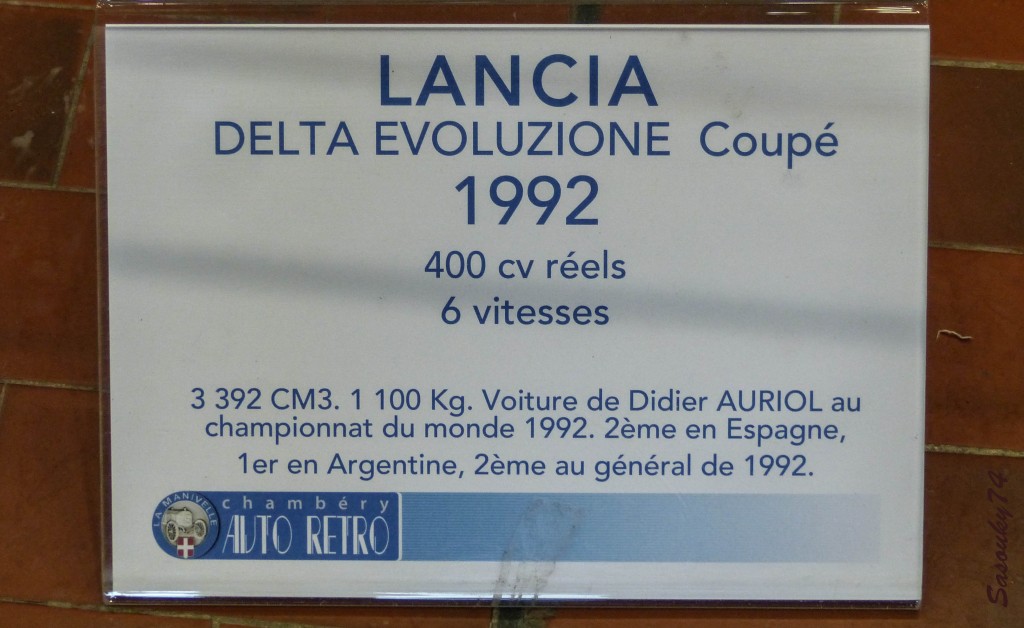 LANCIA
DELTA EVOLUZIONE Coupé
1992
400 cv réels
6 vitesses
3 392 CM3. 1 100 Kg. Voiture de Didier AURIOL au
championnat du monde 1992. 2ème en Espagne,
1er en Argentine, 2ème au général de 1992.
LA MANIVELLE
chambéry
AUTO RETRO
Sasouky74